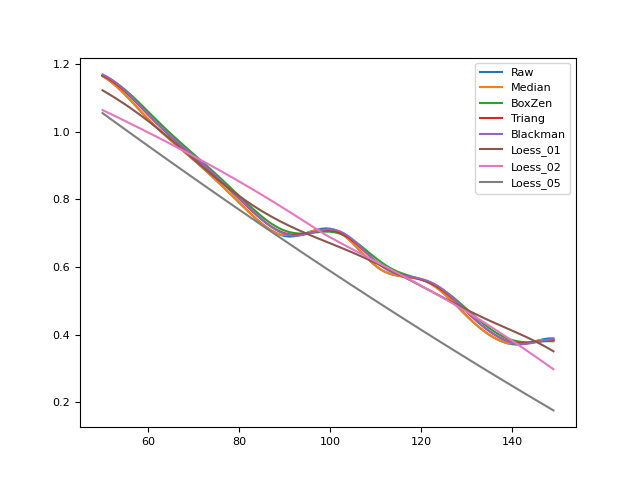 1.2
1.0
0.8
0.6
0.4
0.2
60
80
100
120
140
Raw
Median
BoxZen
Triang
Blackman
Loess_01
Loess_02
Loess_05